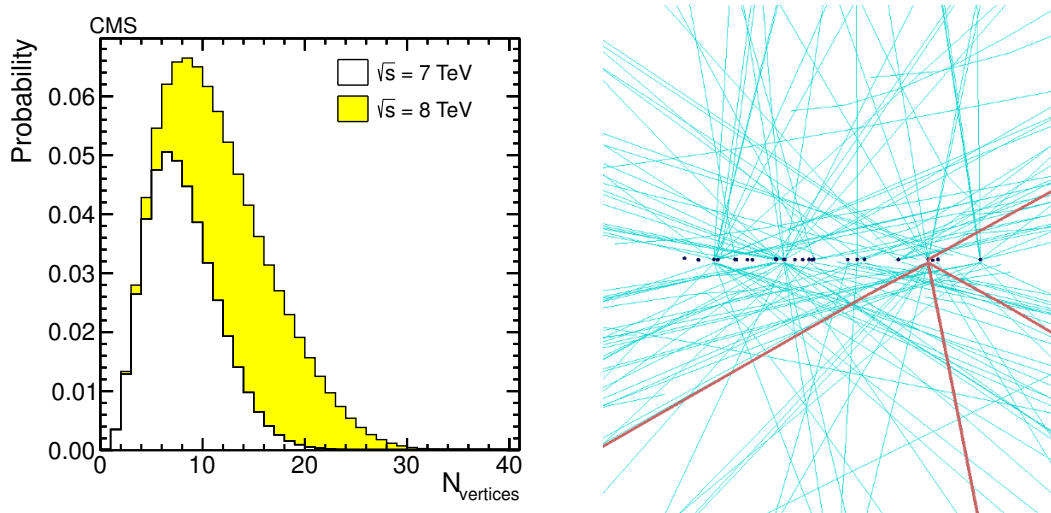 CMS
Probability
√s = 7 TeV
√s = 8 TeV
0.06
0.05
0.04
0.03
0.02
0.01
0.00
0 10 20 30 40
N_vertices